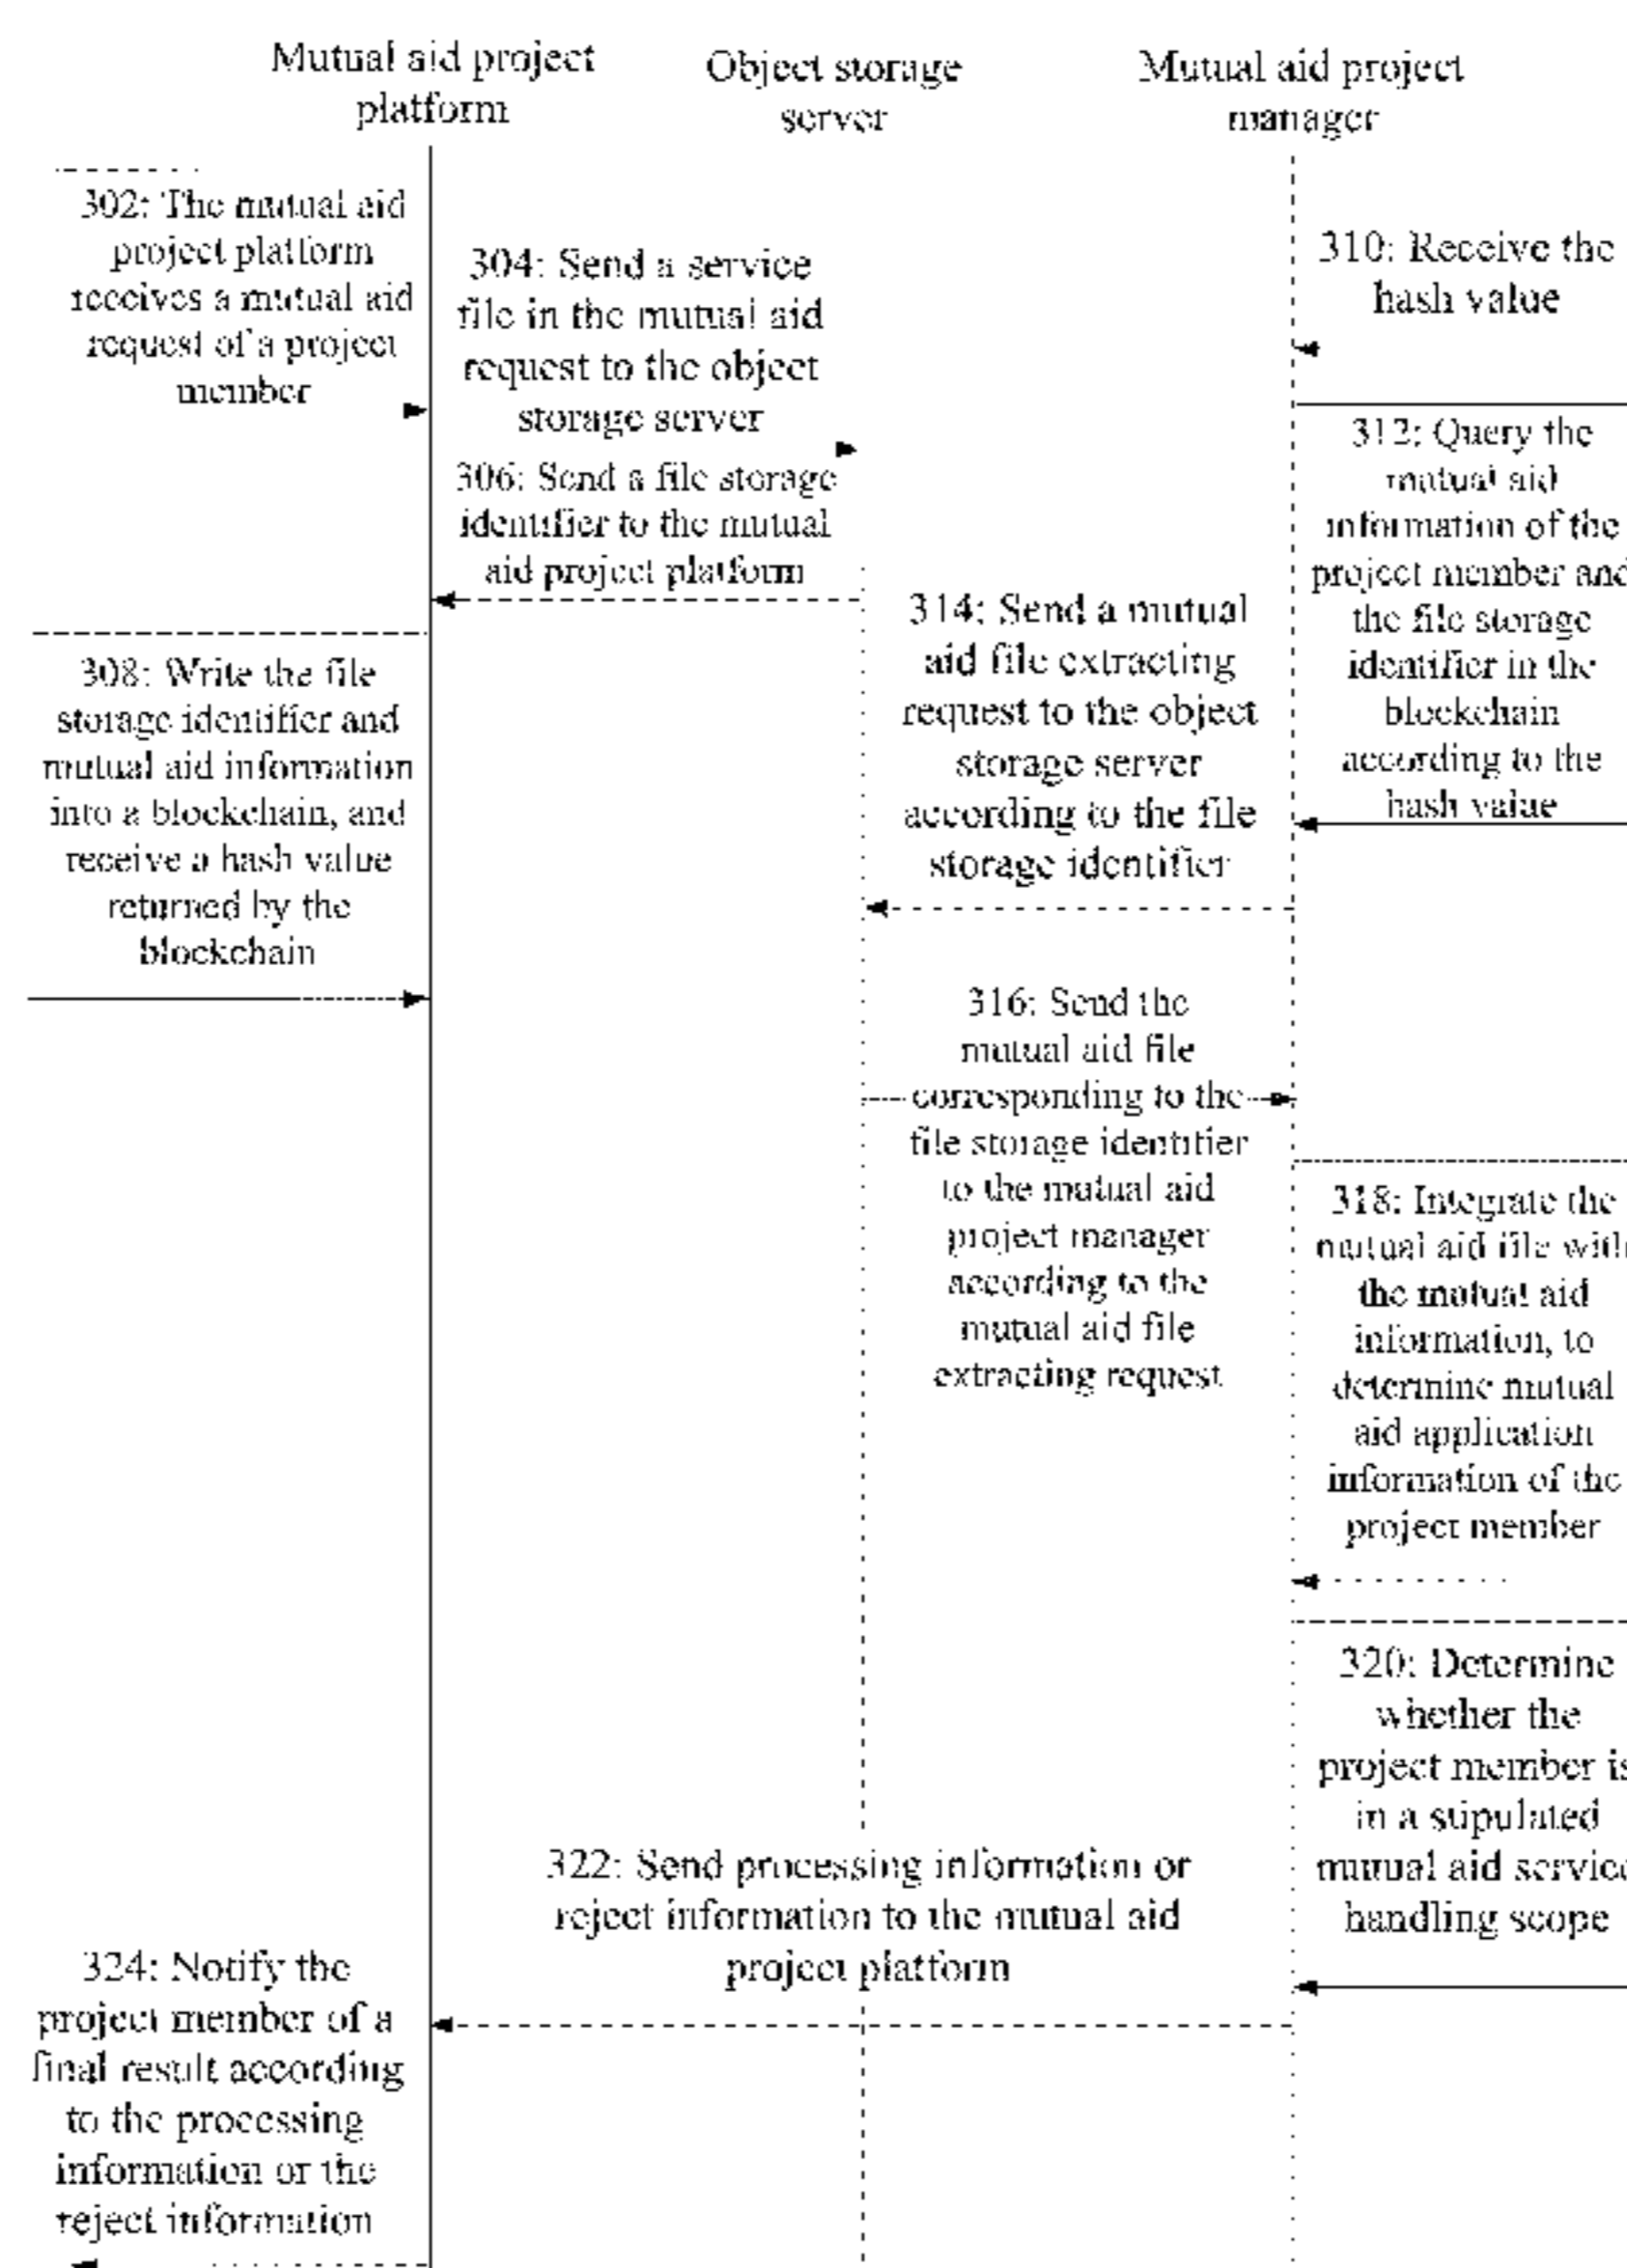 Mutual aid project
platform
Object storage
server
Mutual aid project
manager
302: The mutual aid
project platform
receives a mutual aid
request of a project
member
304: Send a service
file in the mutual aid
request to the object
storage server
306: Send a file storage
identifier to the mutual
aid project platform
308: Write the file
storage identifier and
mutual aid information
into a blockchain, and
receive a hash value
returned by the
blockchain
310: Receive the
hash value
312: Query the
mutual aid
information of the
project member and
the file storage
identifier in the
blockchain
according to the
hash value
314: Send a mutual
aid file extracting
request to the object
storage server
according to the file
storage identifier
316: Send the
mutual aid file
corresponding to the
file storage identifier
to the mutual aid
project manager
according to the
mutual aid file
extracting request
318: Integrate the
mutual aid file with
the mutual aid
information, to
determine mutual
aid application
information of the
project member
320: Determine
whether the
project member is
in a stipulated
mutual aid service
handling scope
322: Send processing information or
reject information to the mutual aid
project platform
324: Notify the
project member of a
final result according
to the processing
information or the
reject information